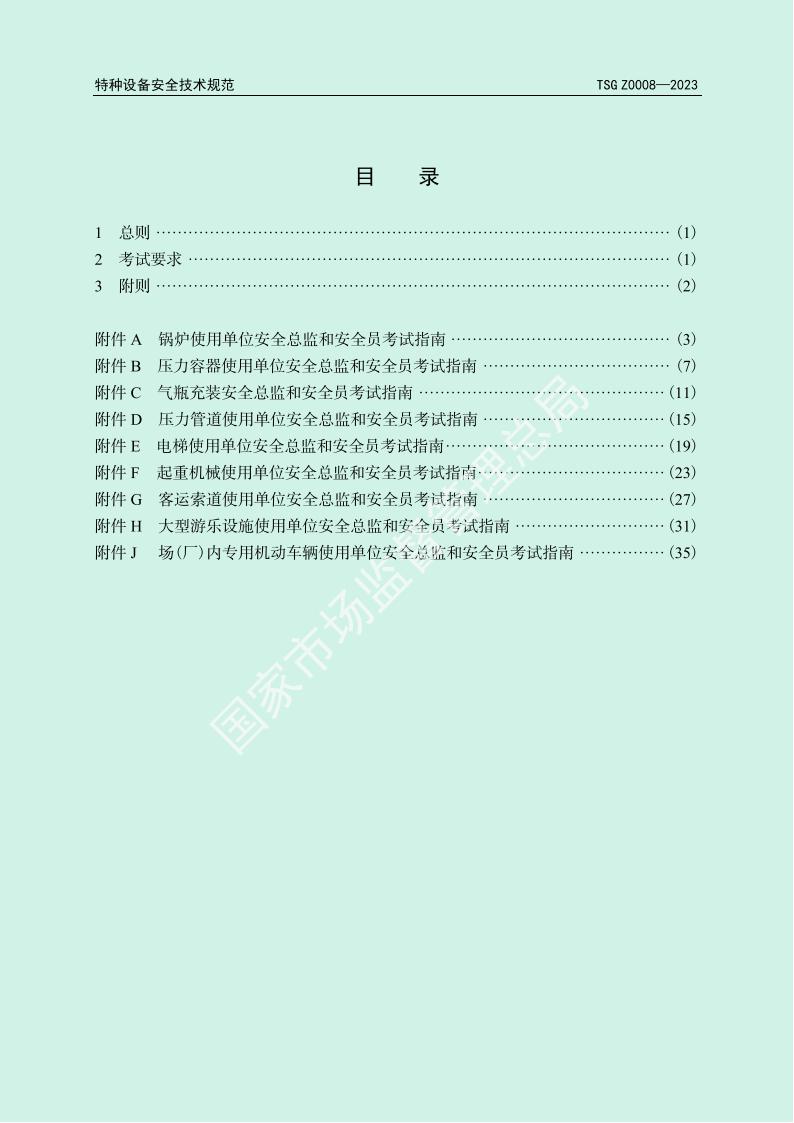 特种设备安全技术规范 TSG Z0008—2023
目 录
1 总则 ………………………………………………………………………………… (1)
2 考试要求 …………………………………………………………………………… (1)
3 附则 ………………………………………………………………………………… (2)
附件 A 锅炉使用单位安全总监和安全员考试指南 ………………………………… (3)
附件 B 压力容器使用单位安全总监和安全员考试指南 …………………………… (7)
附件 C 气瓶充装安全总监和安全员考试指南 ……………………………………… (11)
附件 D 压力管道使用单位安全总监和安全员考试指南 …………………………… (15)
附件 E 电梯使用单位安全总监和安全员考试指南 ………………………………… (19)
附件 F 起重机械使用单位安全总监和安全员考试指南 …………………………… (23)
附件 G 客运索道使用单位安全总监和安全员考试指南 …………………………… (27)
附件 H 大型游乐设施使用单位安全总监和安全员考试指南 ……………………… (31)
附件 J 场(厂)内专用机动车辆使用单位安全总监和安全员考试指南 …………… (35)
国家市场监督管理总局